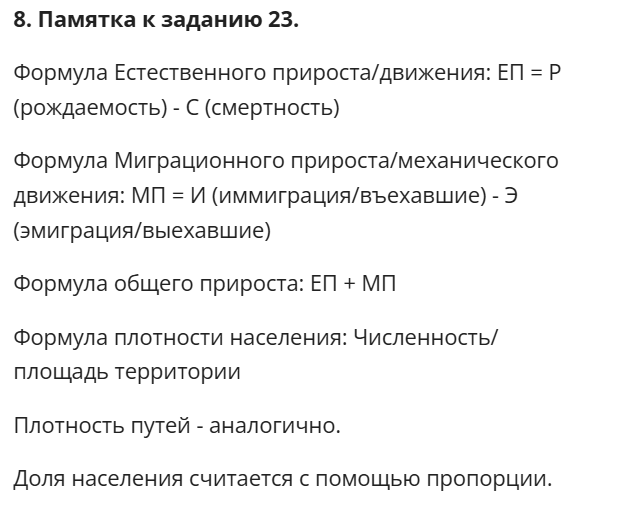 8. Памятка к заданию 23.
Формула Естественного прироста/движения: ЕП = Р
(рождаемость) - С (смертность)
Формула Миграционного прироста/механического
движения: МП = И (иммиграция/въехавшие) - Э
(эмиграция/выехавшие)
Формула общего прироста: ЕП + МП
Формула плотности населения: Численность/
площадь территории
Плотность путей - аналогично.
Доля населения считается с помощью пропорции.